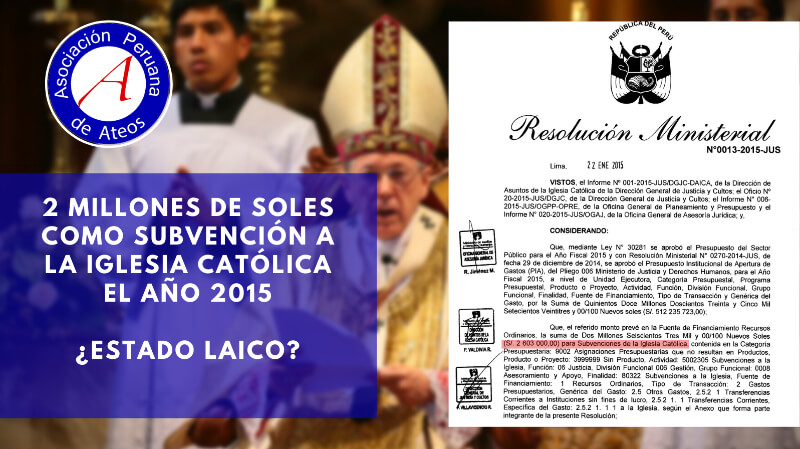 Asociación Peruana
de Ateos
A
2 MILLONES DE SOLES
COMO SUBVENCIÓN A
LA IGLESIA CATÓLICA
EL AÑO 2015
¿ESTADO LAICO?
REPÚBLICA DEL PERÚ
Resolución Ministerial
N°0013-2015-JUS
Lima, 22 ENE 2015
VISTOS, el Informe N° 001-2015-JUS/DGJC-DAICA, de la Dirección de
Asuntos de la Iglesia Católica de la Dirección General de Justicia y Cultos; el Oficio N°
20-2015-JUS/DGJC, de la Dirección General de Justicia y Cultos; el Informe N° 006-
2015-JUS/OGPP-OPRE, de la Oficina General de Planeamiento y Presupuesto y el
Informe N° 020-2015-JUS/OGAJ, de la Oficina General de Asesoría Jurídica; y,
CONSIDERANDO:
Que, mediante Ley N° 30281 se aprobó el Presupuesto del Sector
Público para el Año Fiscal 2015 y con Resolución Ministerial N° 0270-2014-JUS, de
fecha 29 de diciembre de 2014, se aprobó el Presupuesto Institucional de Apertura de
Gastos (PIA), del Pliego 006 Ministerio de Justicia y Derechos Humanos, para el Año
Fiscal 2015, a nivel de Unidad Ejecutora, Categoría Presupuestal, Programa
Presupuestal, Producto o Proyecto, Actividad, Función, División Funcional, Grupo
Funcional, Finalidad, Fuente de Financiamiento, Tipo de Transacción y Genérica del
Gasto, por la Suma de Quinientos Doce Millones Doscientos Treinta y Cinco Mil
Setecientos Veintitres y 00/100 Nuevos soles (S/. 512 235 723,00);
Que, el referido monto prevé en la Fuente de Financiamiento Recursos
Ordinarios, la suma de Dos Millones Seiscientos Tres Mil y 00/100 Nuevos Soles
(S/. 2 603 000,00) para Subvenciones de la Iglesia Católica, contenida en la Categoría
Presupuestaria: 9002 Asignaciones Presupuestarias que no resultan en Productos,
Producto o Proyecto: 3999999 Sin Producto. Actividad: 5002305 Subvenciones a la
Iglesia, Función: 06 Justicia, División Funcional 006 Gestión, Grupo Funcional: 0008
Asesoramiento y Apoyo, Finalidad: 80322 Subvenciones a la Iglesia, Fuente de
Financiamiento: 1 Recursos Ordinarios, Tipo de Transacción: 2 Gastos
Presupuestarios, Genérica del Gasto: 2.5 Otros Gastos, 2.5.2 1 Transferencias
Corrientes a Instituciones sin fines de lucro, 2.5.2 1. 1 Transferencias Corrientes,
Específica del Gasto: 2.5.2 1. 1 1 a la Iglesia, según el Anexo que forma parte
integrante de la presente Resolución;
R. Jiménez M.
F. VALDIVIA R.
J. VILLAVICENCIO R.